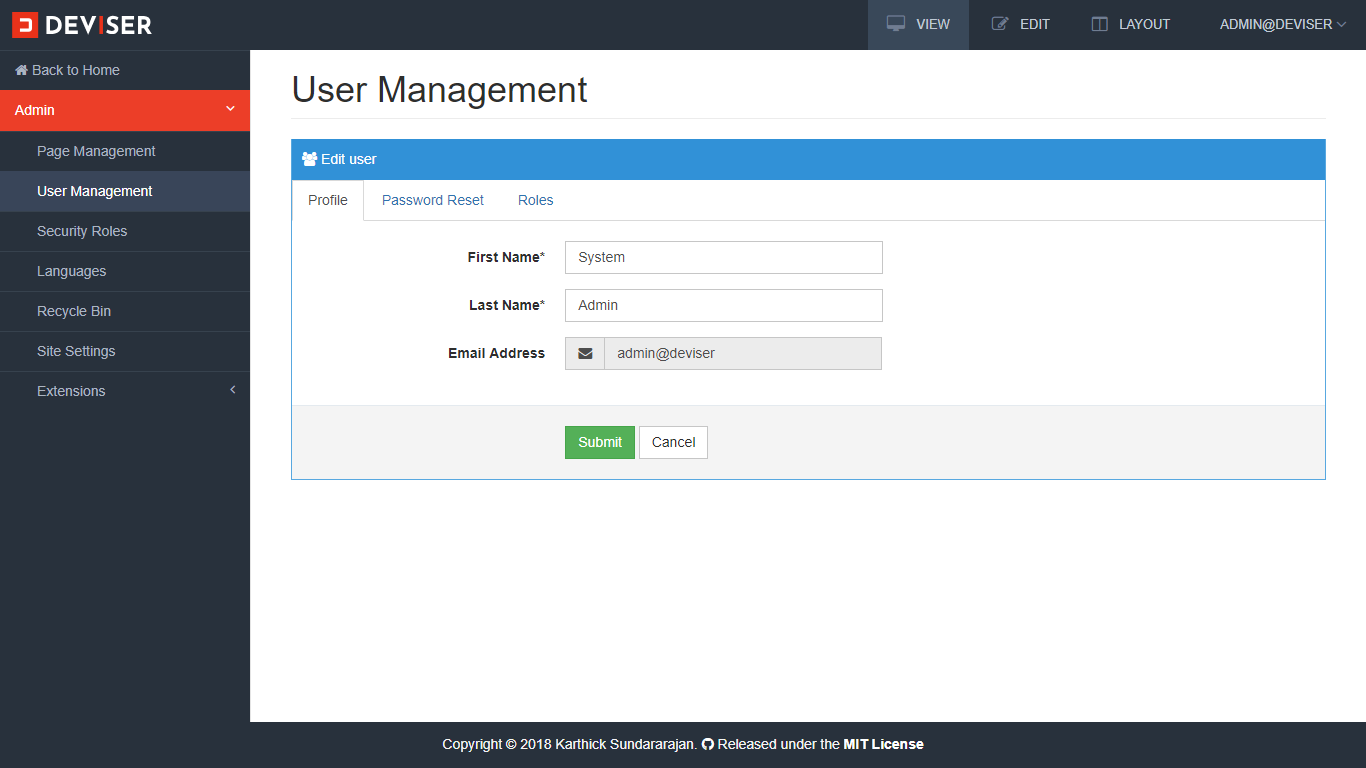 DEVISER
VIEW
EDIT
LAYOUT
ADMIN@DEVISER
Back to Home
Admin
Page Management
User Management
Security Roles
Languages
Recycle Bin
Site Settings
Extensions
User Management
Edit user
Profile
Password Reset
Roles
First Name*
System
Last Name*
Admin
Email Address
admin@deviser
Submit
Cancel
Copyright © 2018 Karthick Sundararajan. Released under the MIT License